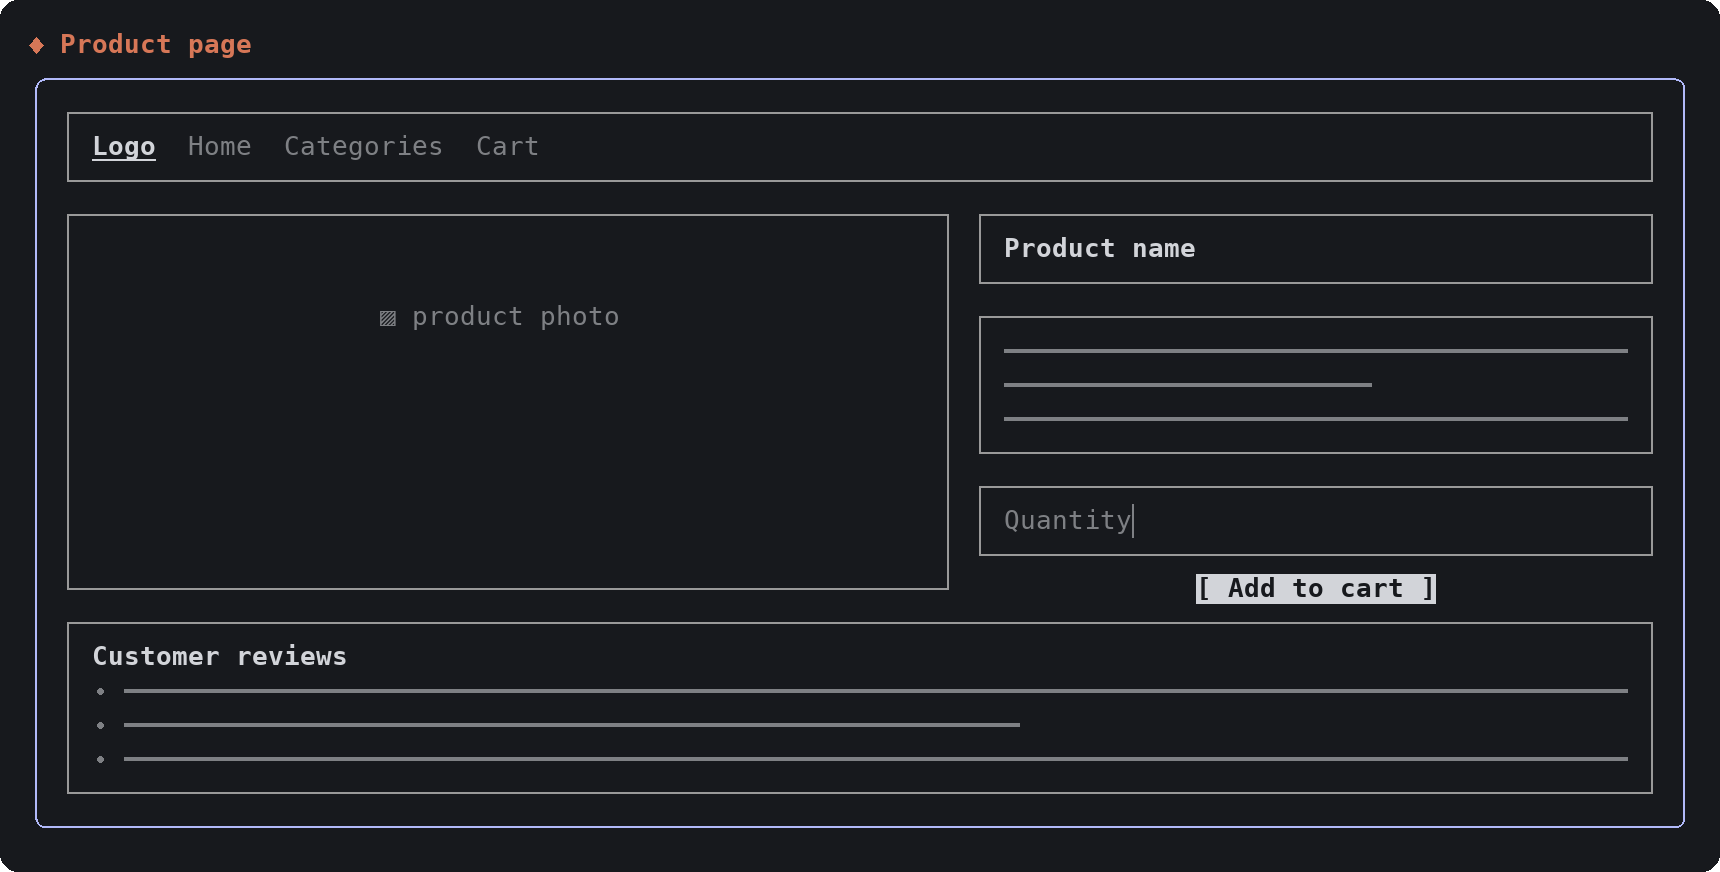 ♦ Product page
Logo Home Categories Cart
▨ product photo
Product name
Quantity
[ Add to cart ]
Customer reviews